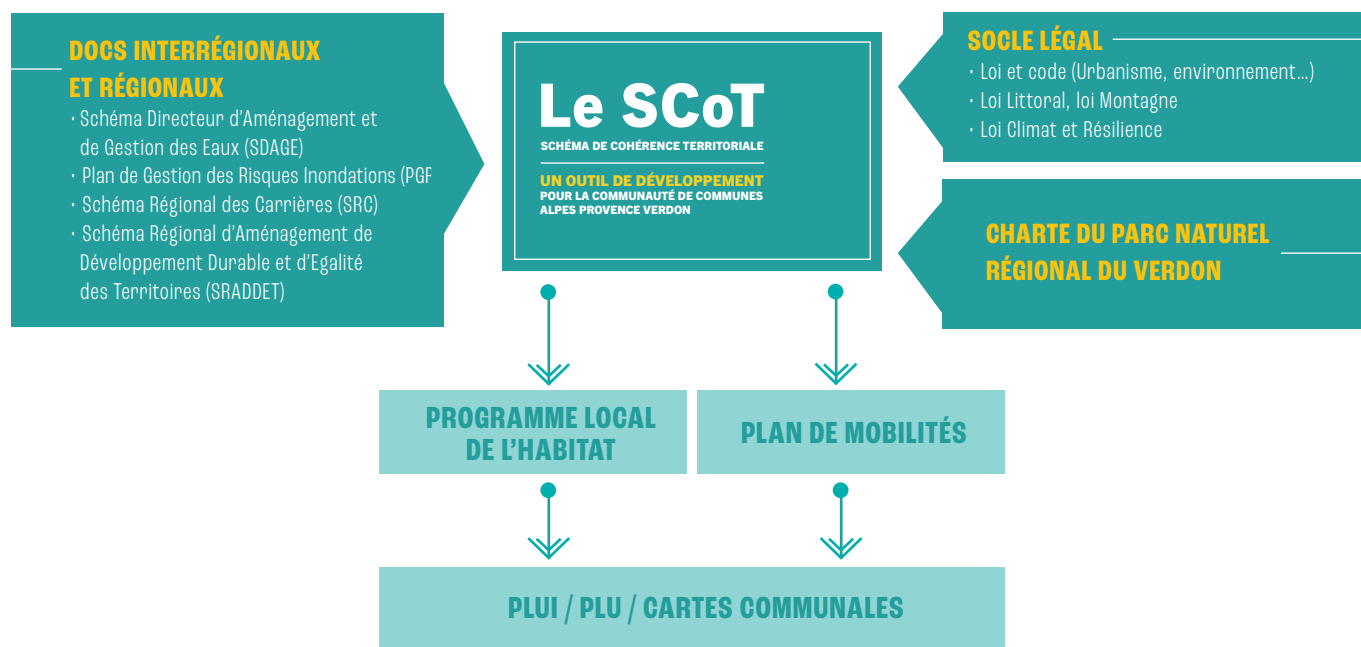 DOCS INTERRÉGIONAUX
ET RÉGIONAUX
· Schéma Directeur d'Aménagement et
de Gestion des Eaux (SDAGE)
· Plan de Gestion des Risques Inondations (PGF
· Schéma Régional des Carrières (SRC)
· Schéma Régional d'Aménagement de
Développement Durable et d'Egalité
des Territoires (SRADDET)
Le SCoT
SCHÉMA DE COHÉRENCE TERRITORIALE
UN OUTIL DE DÉVELOPPEMENT
POUR LA COMMUNAUTÉ DE COMMUNES
ALPES PROVENCE VERDON
SOCLE LÉGAL
· Loi et code (Urbanisme, environnement...)
· Loi Littoral, loi Montagne
· Loi Climat et Résilience
CHARTE DU PARC NATUREL
RÉGIONAL DU VERDON
PROGRAMME LOCAL
DE L'HABITAT
PLAN DE MOBILITÉS
PLUI / PLU / CARTES COMMUNALES